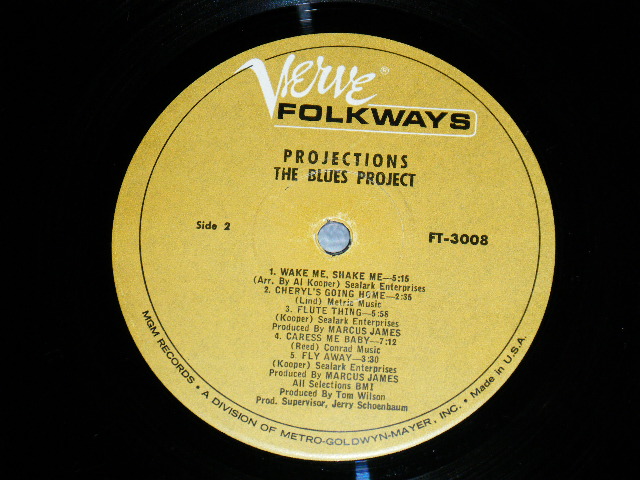 Verve®
FOLKWAYS
PROJECTIONS
THE BLUES PROJECT
Side 2
FT-3008
1. WAKE ME, SHAKE ME—5:15
(Arr. By Al Kooper) Sealark Enterprises
2. CHERYL'S GOING HOME—2:35
(Lind) Metric Music
3. FLUTE THING—5:58
(Kooper) Sealark Enterprises
Produced By MARCUS JAMES
4. CARESS ME BABY—7:12
(Reed) Conrad Music
5. FLY AWAY—3:30
(Kooper) Sealark Enterprises
Produced By MARCUS JAMES
All Selections BMI
Produced By Tom Wilson
Prod. Supervisor, Jerry Schoenbaum
MGM RECORDS • A DIVISION OF METRO-GOLDWYN-MAYER, INC. • Made in U.S.A.